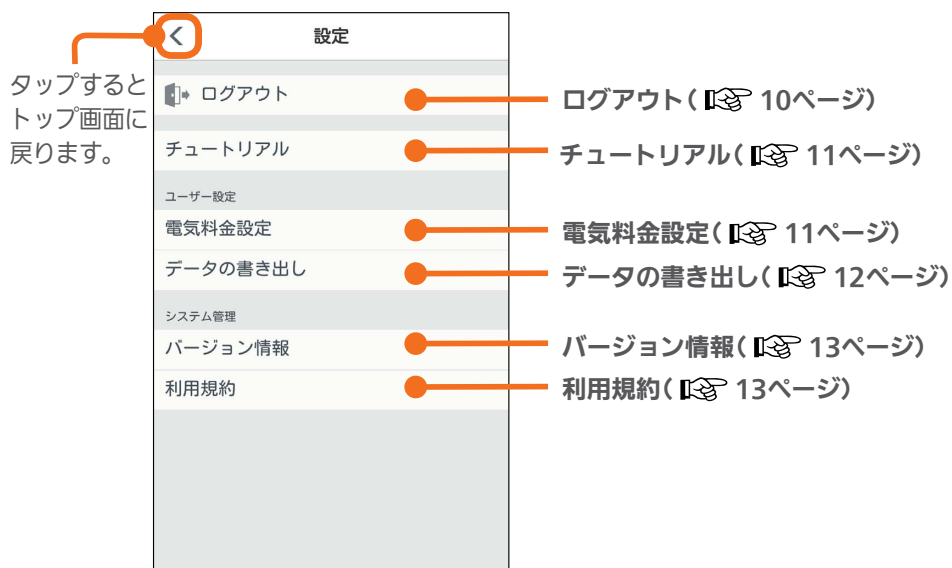 設定
タップすると
トップ画面に
戻ります。
ログアウト
チュートリアル
ユーザー設定
電気料金設定
データの書き出し
システム管理
バージョン情報
利用規約
ログアウト(☞ 10ページ)
チュートリアル(☞ 11ページ)
電気料金設定(☞ 11ページ)
データの書き出し(☞ 12ページ)
バージョン情報(☞ 13ページ)
利用規約(☞ 13ページ)